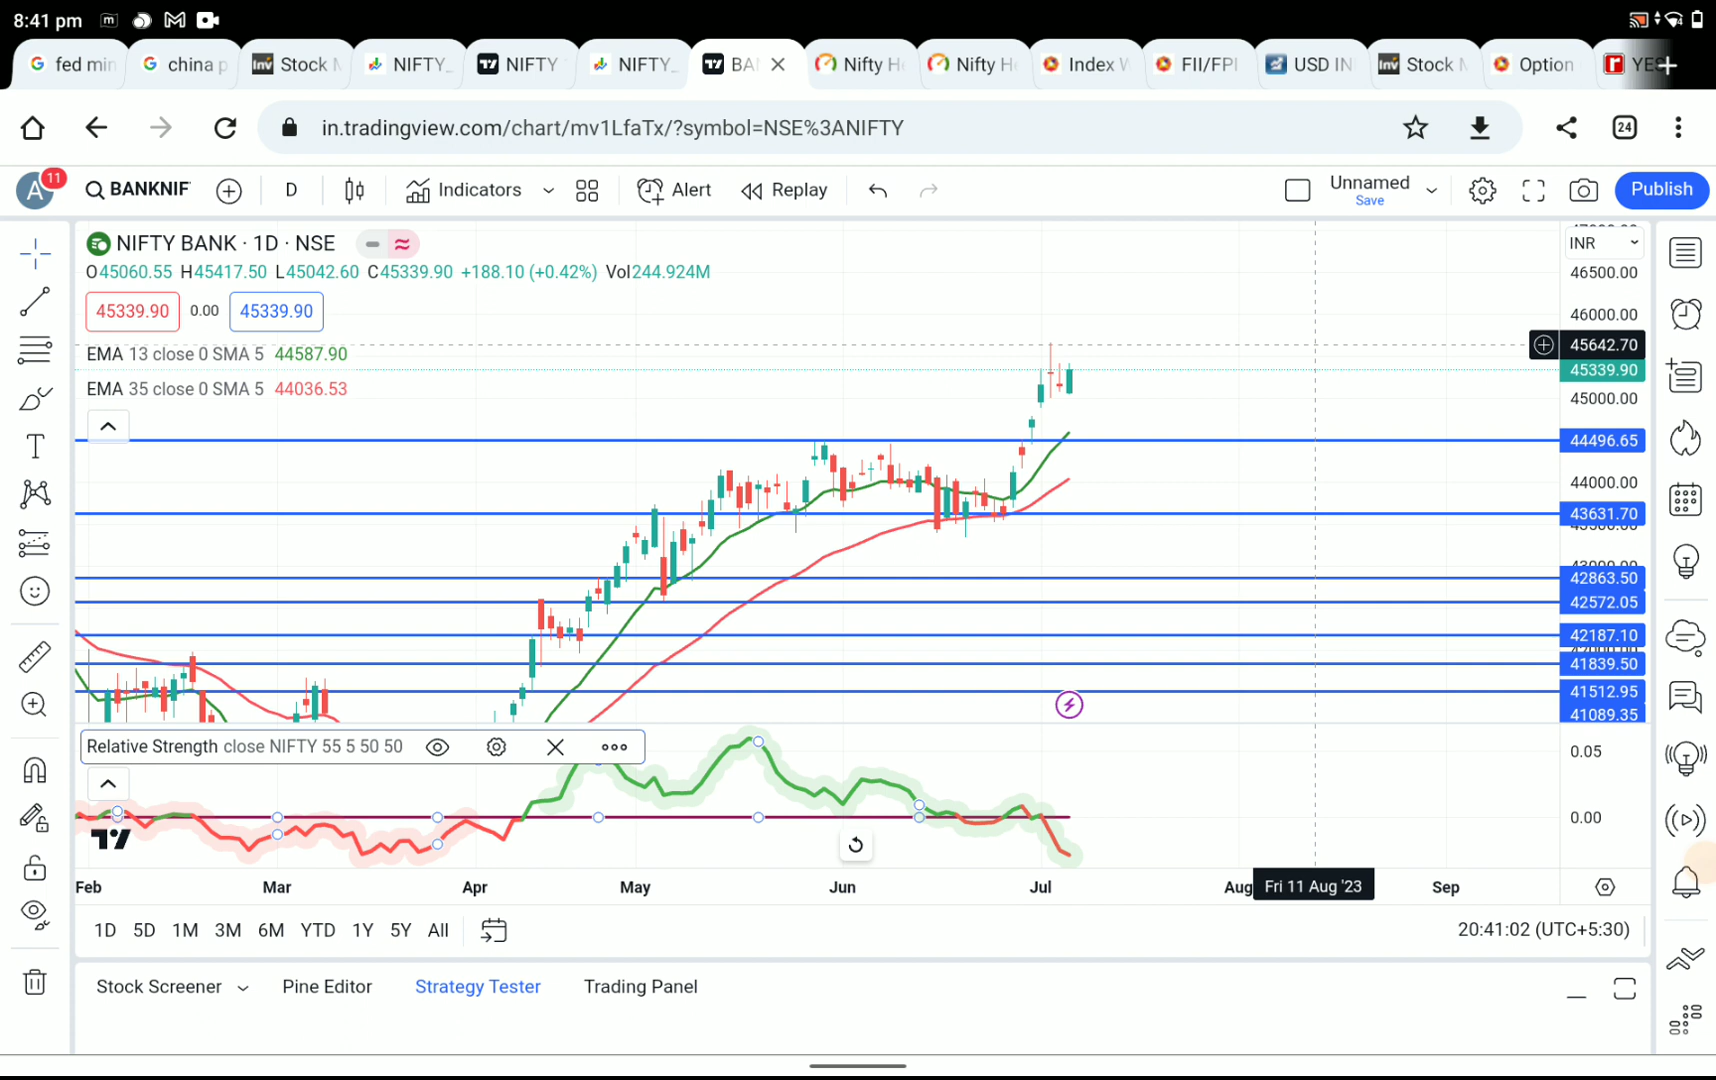 8:41 pm
fed min
china p
Stock M
NIFTY_
NIFTY
NIFTY_
BA
Nifty He
Nifty He
Index W
FII/FPI
USD IN
Stock M
Option
YES
in.tradingview.com/chart/mv1LfaTx/?symbol=NSE%3ANIFTY
24
A
11
BANKNIF
D
Indicators
Alert
Replay
Unnamed
Save
Publish
NIFTY BANK · 1D · NSE
O45060.55 H45417.50 L45042.60 C45339.90 +188.10 (+0.42%) Vol244.924M
45339.90
0.00
45339.90
EMA 13 close 0 SMA 5 44587.90
EMA 35 close 0 SMA 5 44036.53
INR
46500.00
46000.00
45642.70
45339.90
45000.00
44496.65
44000.00
43631.70
42863.50
42572.05
42187.10
41839.50
41512.95
41089.35
Relative Strength close NIFTY 55 5 50 50
0.05
0.00
Feb
Mar
Apr
May
Jun
Jul
Aug
Fri 11 Aug '23
Sep
1D 5D 1M 3M 6M YTD 1Y 5Y All
20:41:02 (UTC+5:30)
Stock Screener
Pine Editor
Strategy Tester
Trading Panel